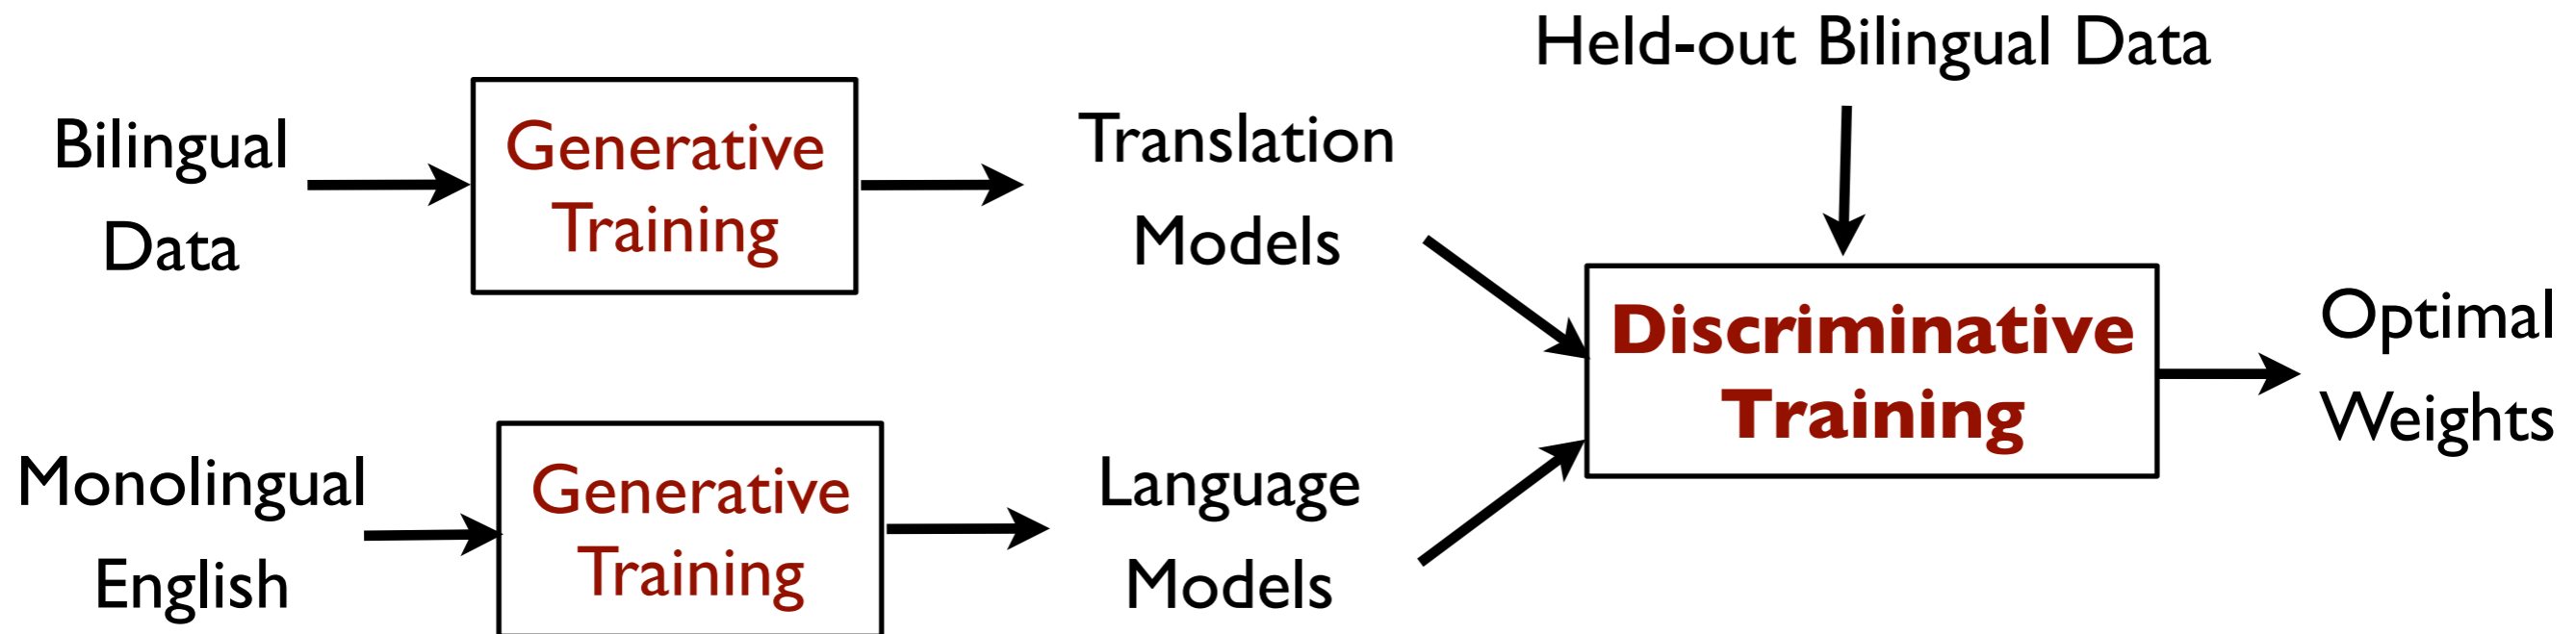 Held-out Bilingual Data
Bilingual
Data
Generative
Training
Translation
Models
Discriminative
Training
Optimal
Weights
Monolingual
English
Generative
Training
Language
Models